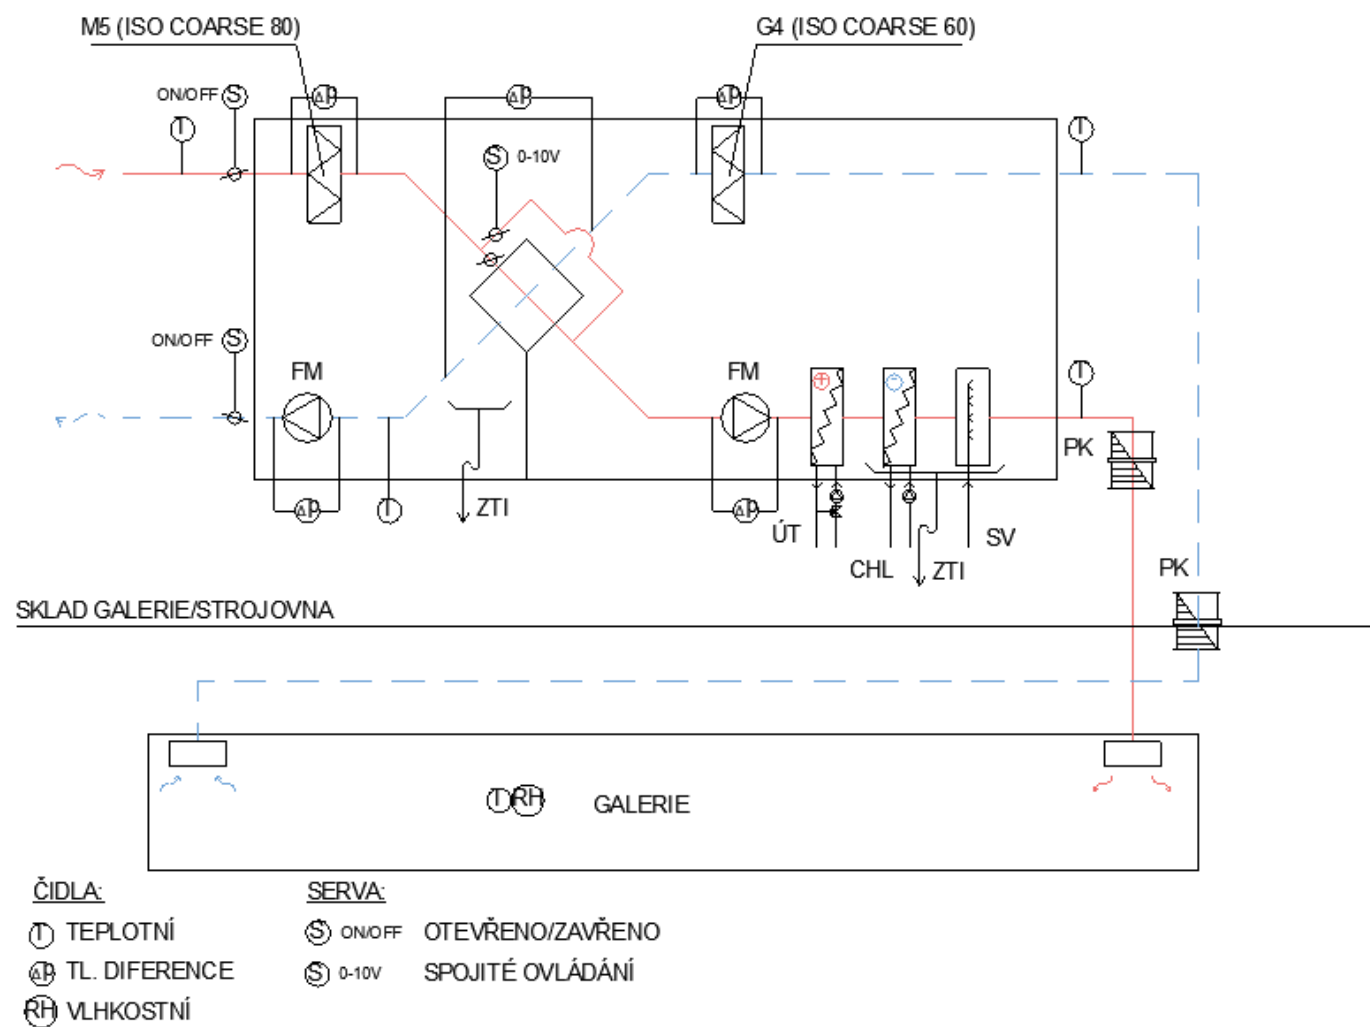 M5 (ISO COARSE 80)
G4 (ISO COARSE 60)
ON/OFF S
Δp
Δp
Δp
T
S 0-10V
T
ON/OFF S
FM
FM
T
PK
Δp
T
ZTI
Δp
ÚT
CHL
ZTI
SV
PK
SKLAD GALERIE/STROJOVNA
T RH GALERIE
ČIDLA:
T TEPLOTNÍ
Δp TL. DIFERENCE
RH VLHKOSTNÍ
SERVA:
S ON/OFF OTEVŘENO/ZAVŘENO
S 0-10V SPOJITÉ OVLÁDÁNÍ